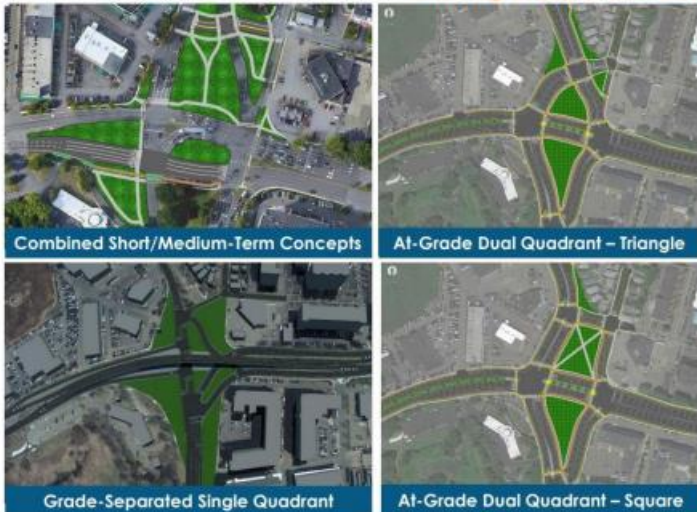 Combined Short/Medium-Term Concepts
At-Grade Dual Quadrant – Triangle
Grade-Separated Single Quadrant
At-Grade Dual Quadrant – Square